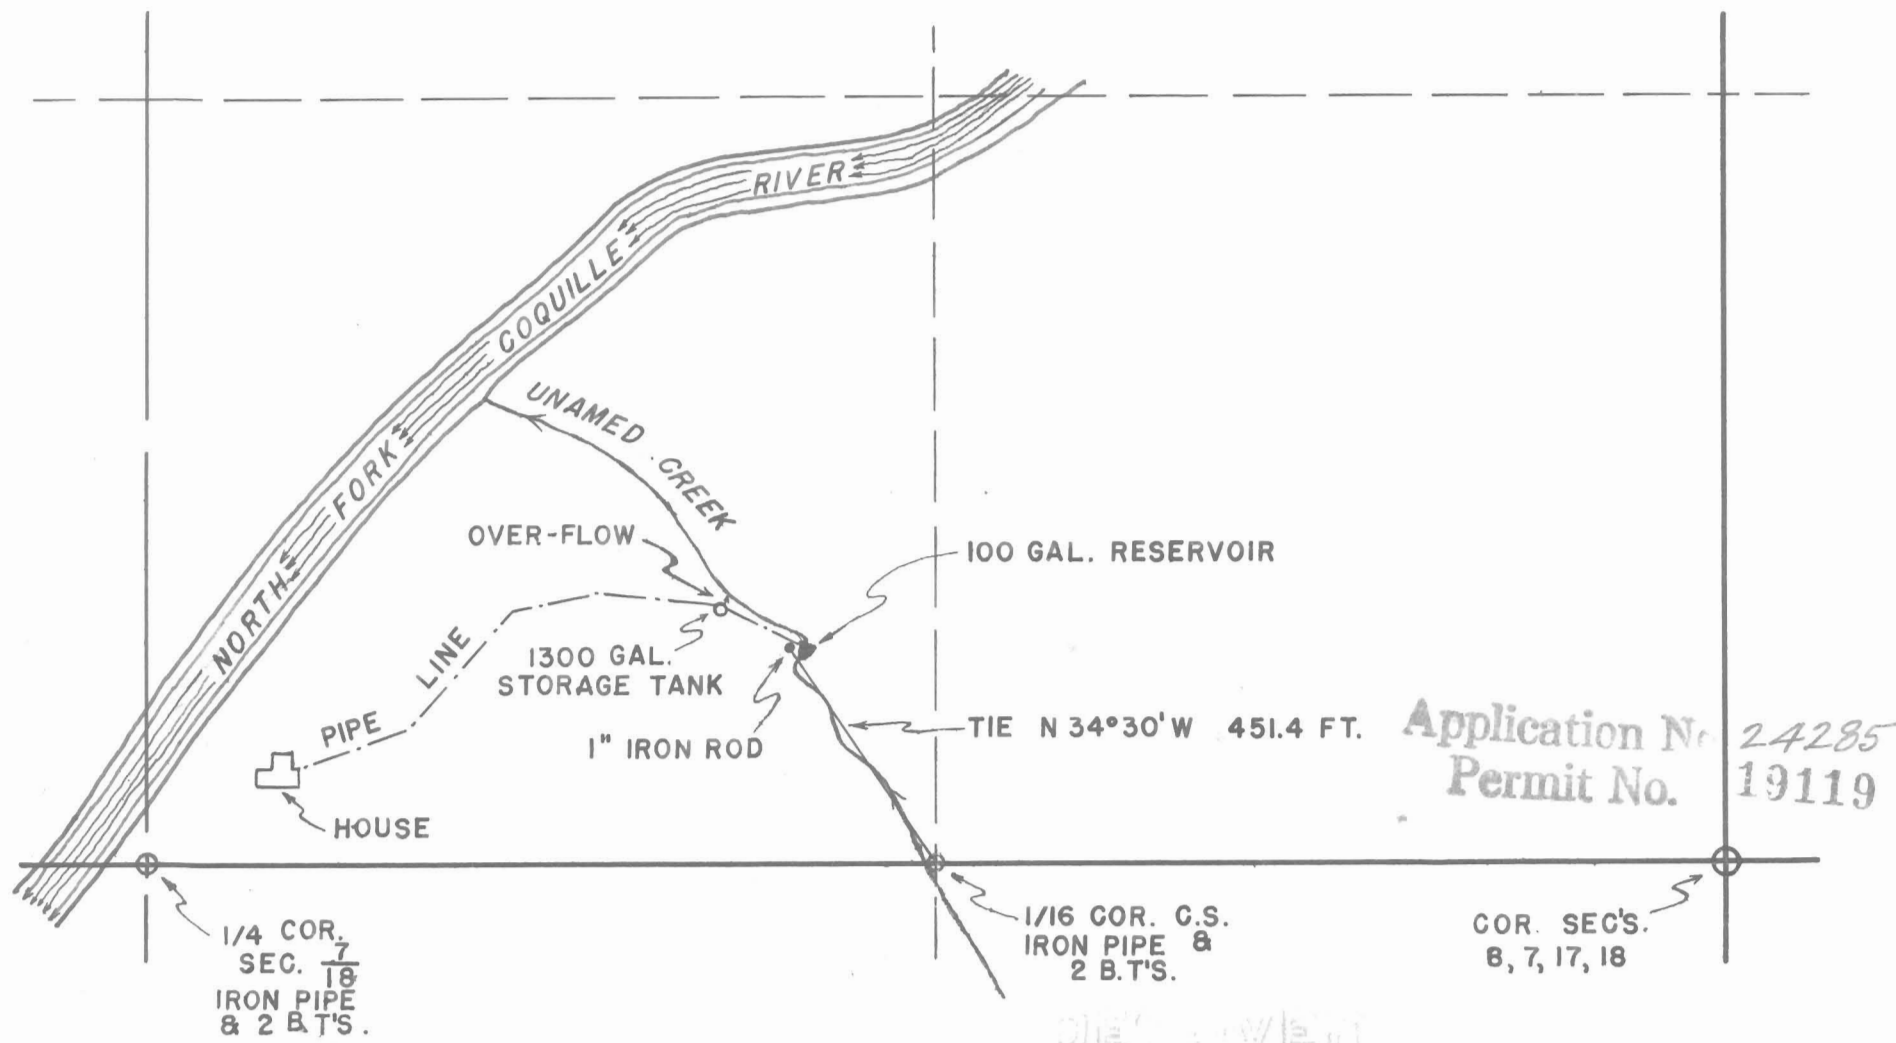 RIVER
COQUILLE
FORK
NORTH
UNAMED CREEK
OVER-FLOW
100 GAL. RESERVOIR
1300 GAL.
STORAGE TANK
PIPE LINE
1" IRON ROD
TIE N 34°30'W 451.4 FT.
Application No 24285
Permit No. 19119
HOUSE
1/4 COR.
SEC. 7/18
IRON PIPE
& 2 B.T'S.
1/16 COR. C.S.
IRON PIPE &
2 B.T'S.
COR. SEC'S.
8, 7, 17, 18